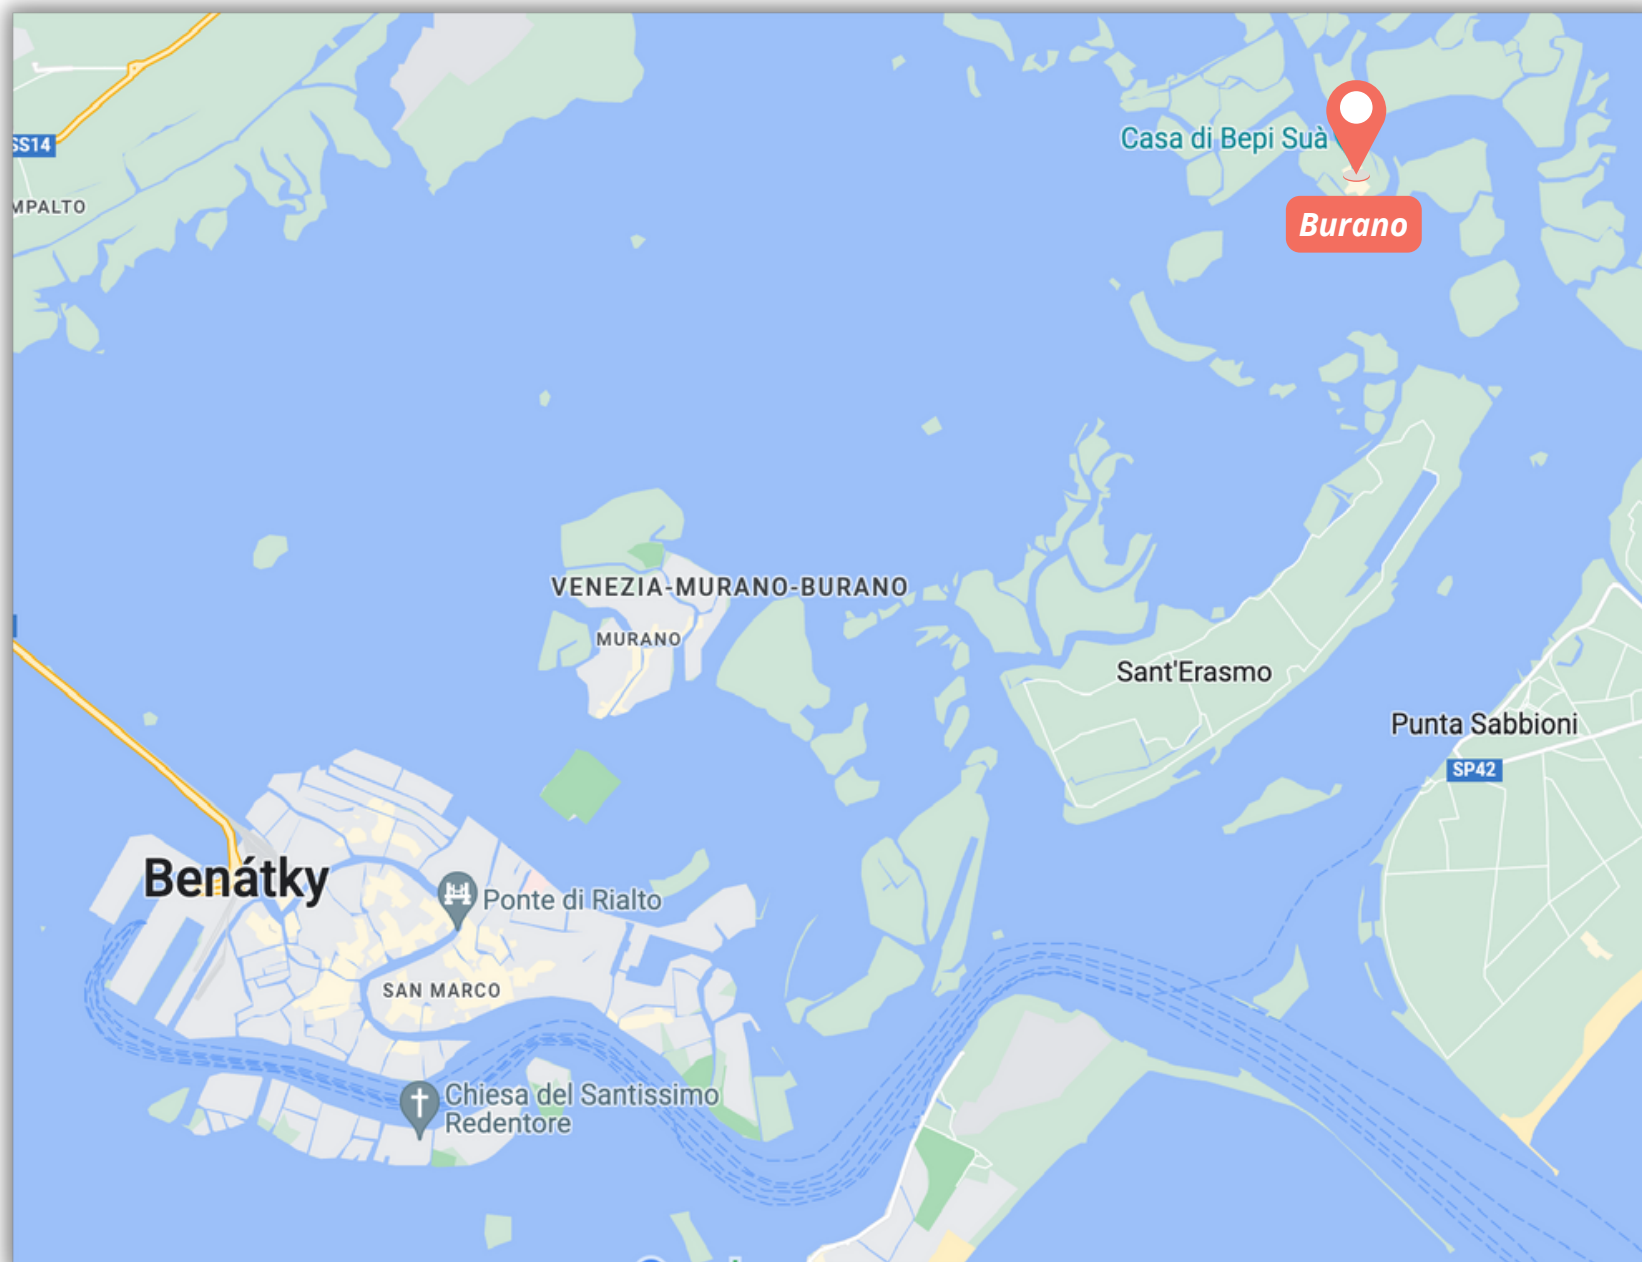 SS14
MPALTO
Casa di Bepi Suà
Burano
VENEZIA-MURANO-BURANO
MURANO
Sant'Erasmo
Punta Sabbioni
SP42
Benátky
Ponte di Rialto
SAN MARCO
Chiesa del Santissimo
Redentore